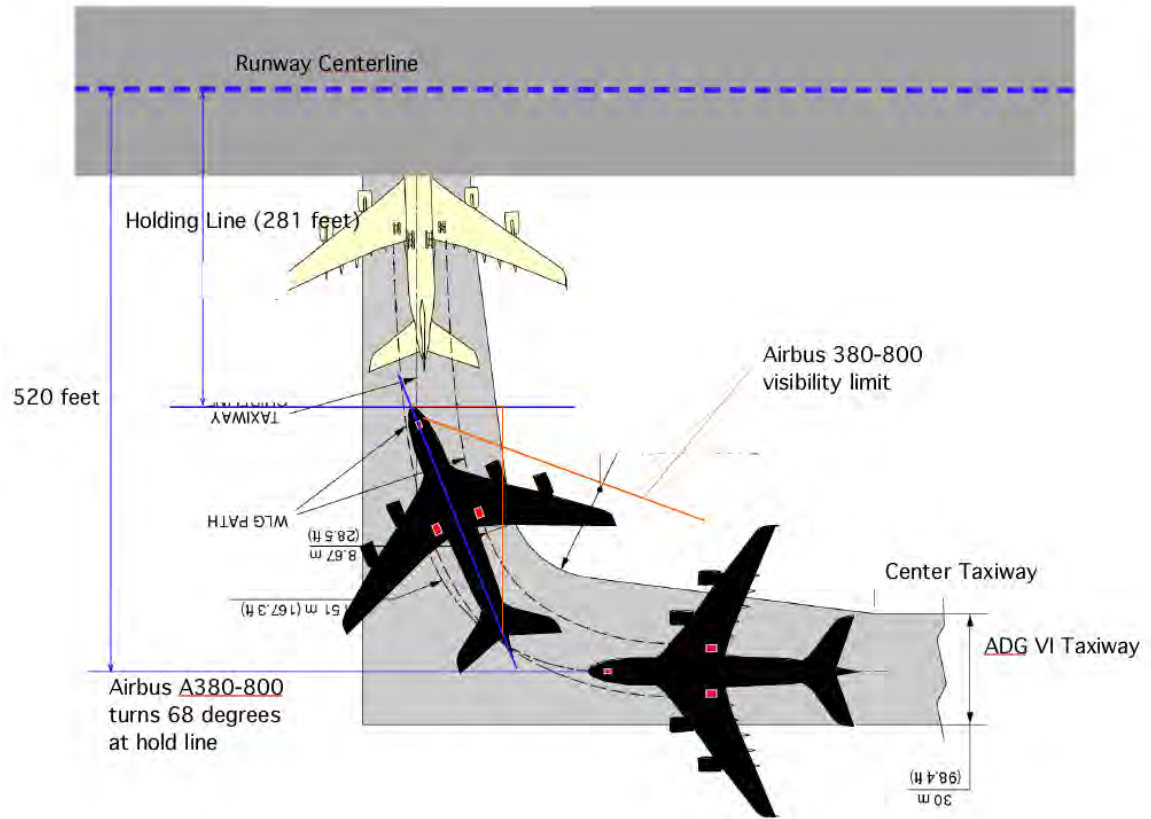 Runway Centerline
Holding Line (281 feet)
Airbus 380-800
visibility limit
520 feet
TAXIWAY
WLG PATH
8.67 m
(28.5 ft)
51 m (167.3 ft)
Center Taxiway
ADG VI Taxiway
Airbus A380-800
turns 68 degrees
at hold line
30 m
(98.4 ft)